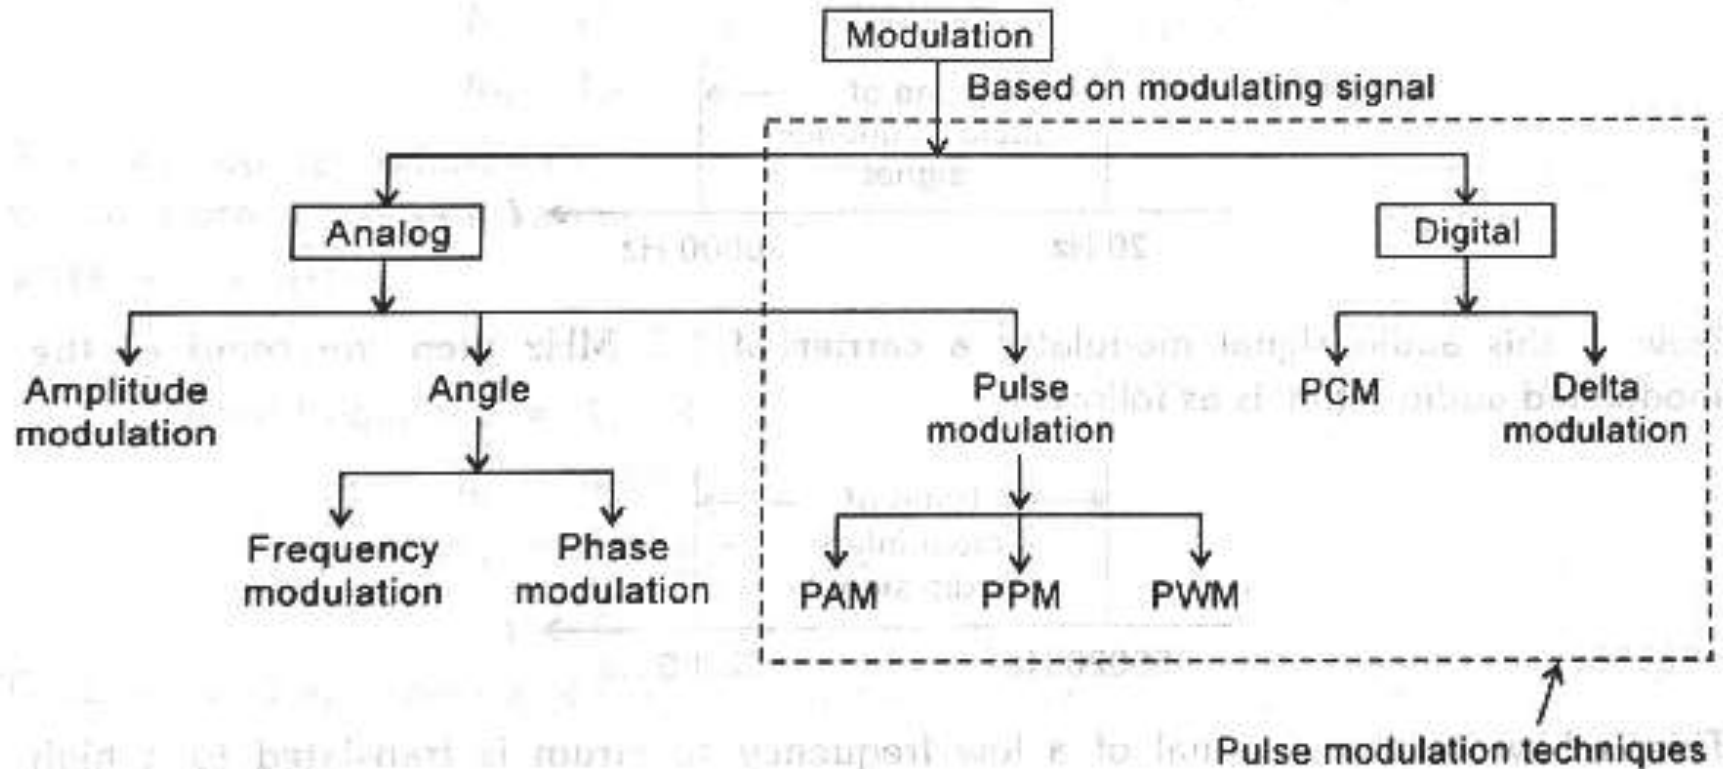 Modulation
Based on modulating signal
Analog
Digital
Amplitude
modulation
Angle
Pulse
modulation
PCM
Delta
modulation
Frequency
modulation
Phase
modulation
PAM
PPM
PWM
Pulse modulation techniques